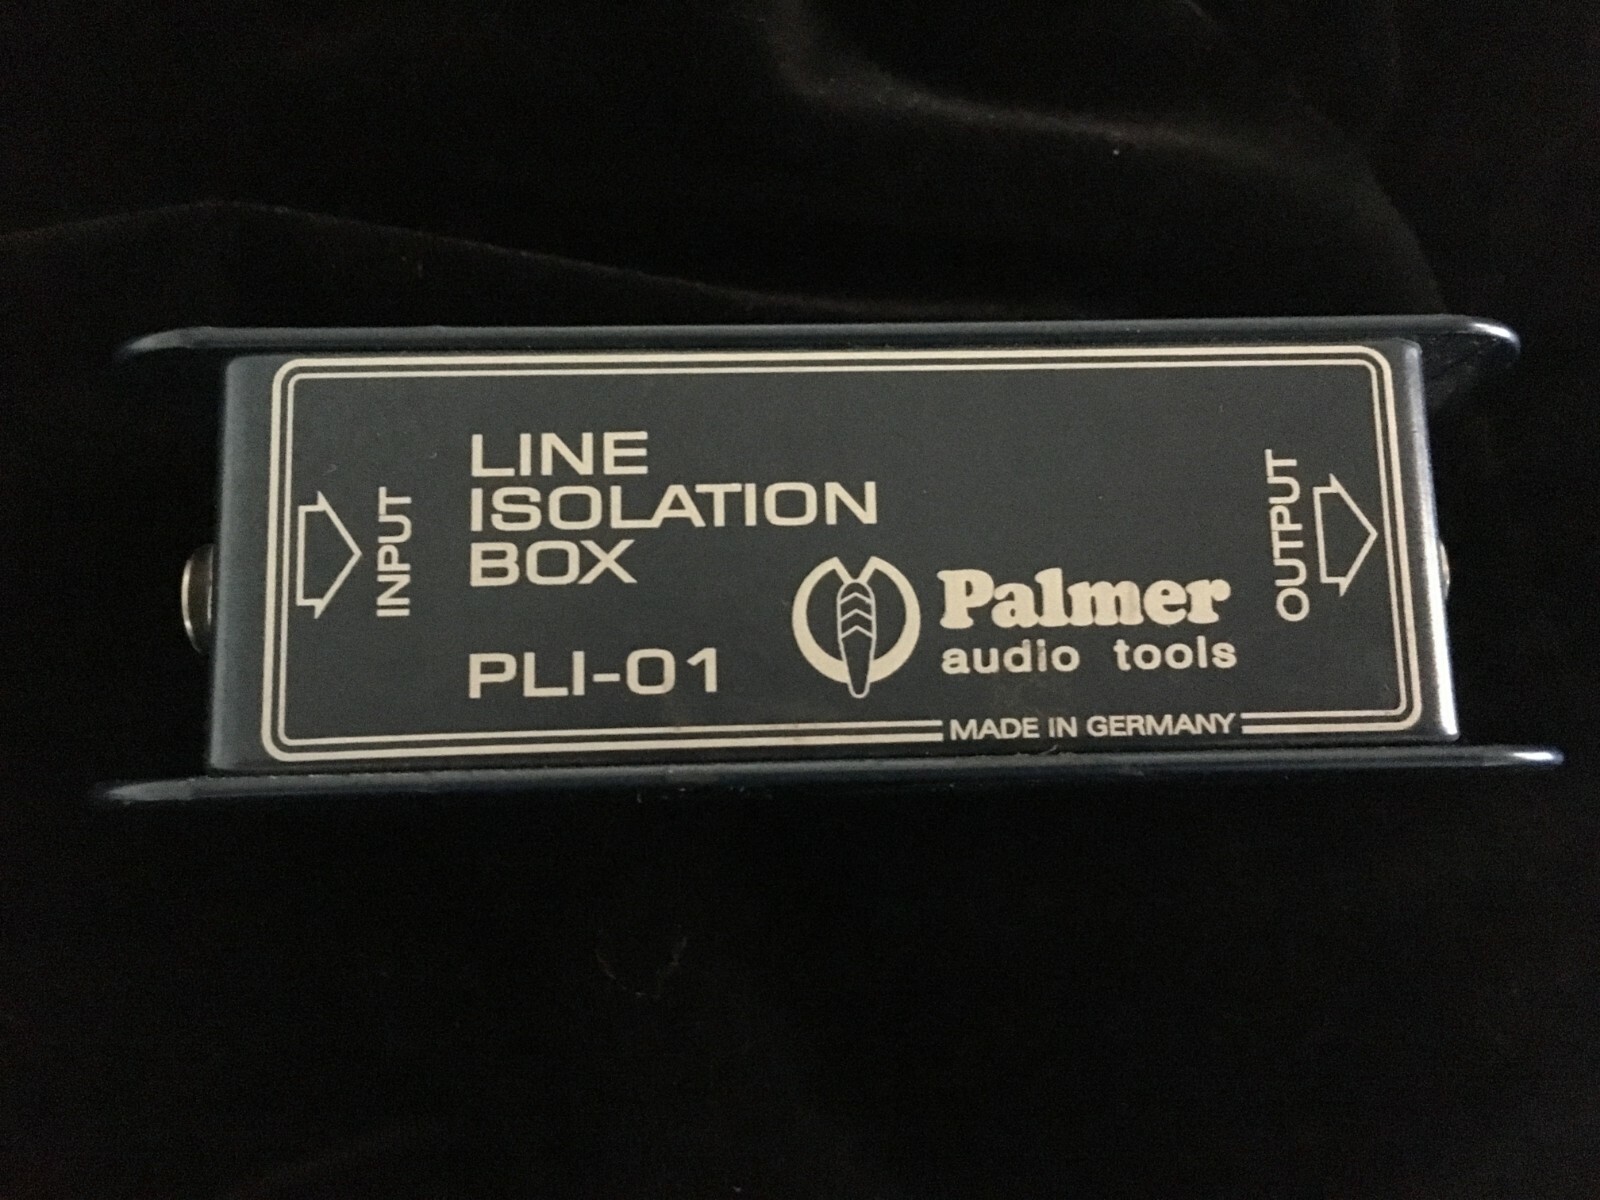 LINE
ISOLATION
BOX
PLI-01
INPUT
OUTPUT
Palmer
audio tools
MADE IN GERMANY